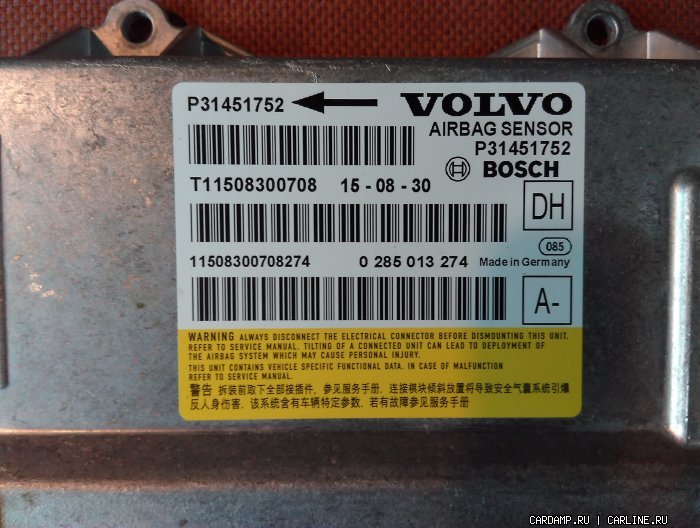 P31451752
VOLVO
AIRBAG SENSOR
P31451752
BOSCH
T11508300708 15-08-30
DH
085
11508300708274 0 285 013 274 Made in Germany
A-
WARNING ALWAYS DISCONNECT THE ELECTRICAL CONNECTOR BEFORE DISMOUNTING THIS UNIT.
REFER TO SERVICE MANUAL. TILTING OF A CONNECTED UNIT CAN LEAD TO DEPLOYMENT OF
THE AIRBAG SYSTEM WHICH MAY CAUSE PERSONAL INJURY.
THIS UNIT CONTAINS VEHICLE SPECIFIC FUNCTIONAL DATA. IN CASE OF MALFUNCTION
REFER TO SERVICE MANUAL.
警告 拆装前取下全部接插件，参见服务手册. 连接模块倾斜放置将导致安全气囊系统引爆
反人身伤害. 该系统含有车辆特定参数. 若有故障参见服务手册
CARDAMP.RU | CARLINE.RU